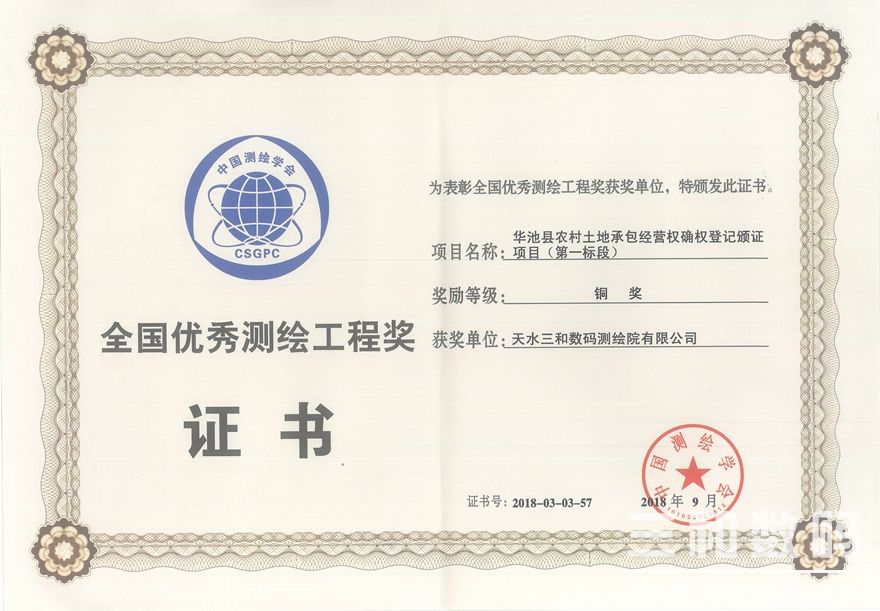 中国测绘学会
CSGPC
全国优秀测绘工程奖
证书
为表彰全国优秀测绘工程奖获奖单位，特颁发此证书。
项目名称：华池县农村土地承包经营权确权登记颁证
项目（第一标段）
奖励等级：铜 奖
获奖单位：天水三和数码测绘院有限公司
中国测绘学会
证书号：2018-03-03-57
2018年 9 月
三和数码